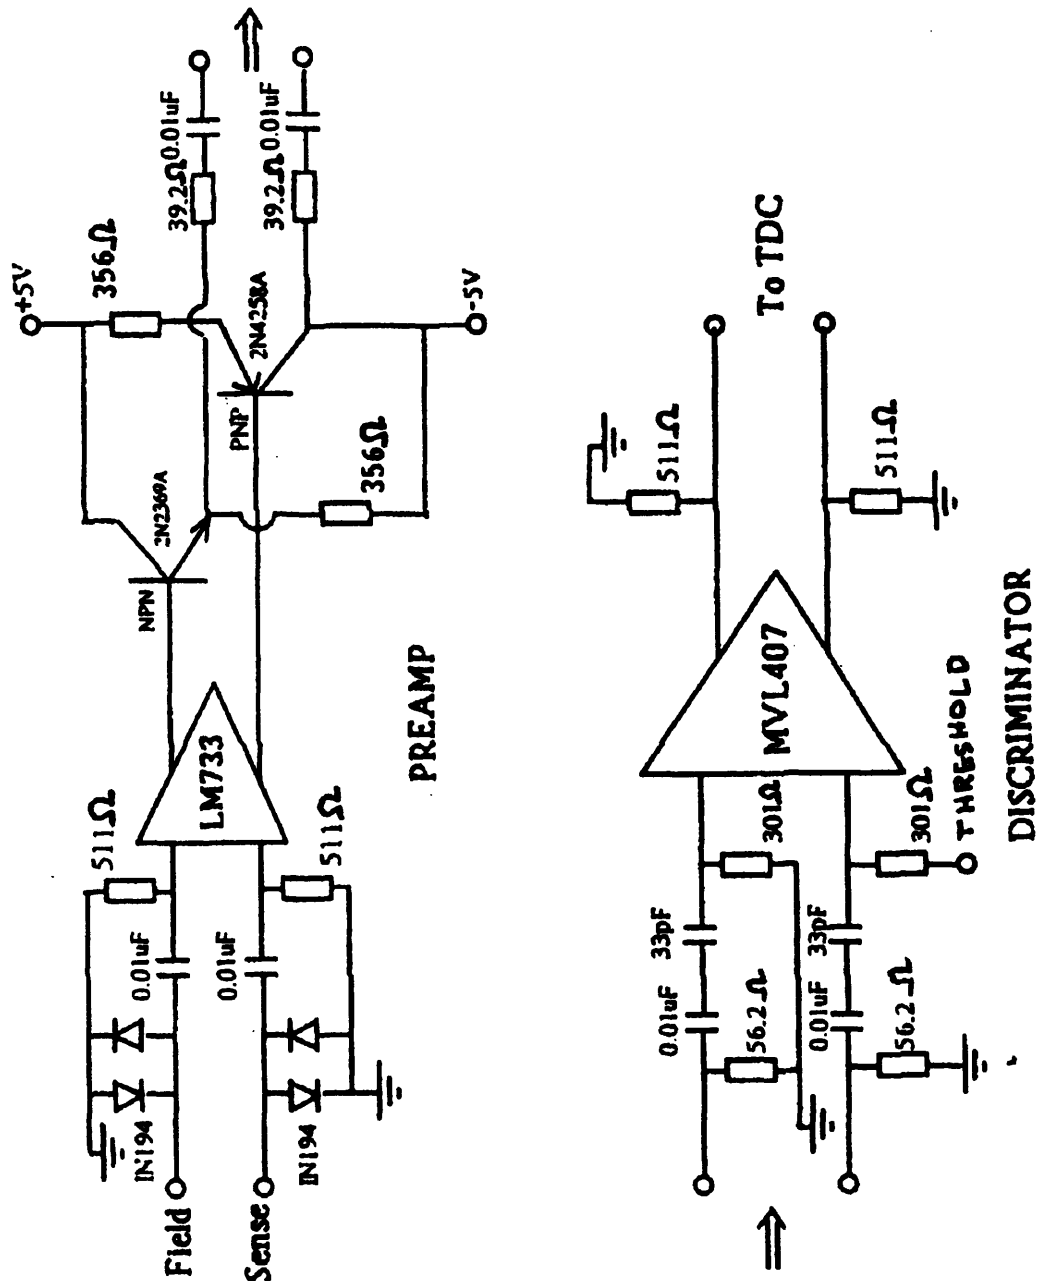 +5V
356Ω
39.2Ω
0.01uF
39.2Ω
0.01uF
2N4258A
PNP
-5V
2N2369A
NPN
356Ω
511Ω
LM733
511Ω
0.01uF
0.01uF
IN194
IN194
Field
Sense
PREAMP
To TDC
511Ω
511Ω
MVL407
301Ω
301Ω
THRESHOLD
33pF
33pF
0.01uF
0.01uF
56.2Ω
56.2Ω
DISCRIMINATOR